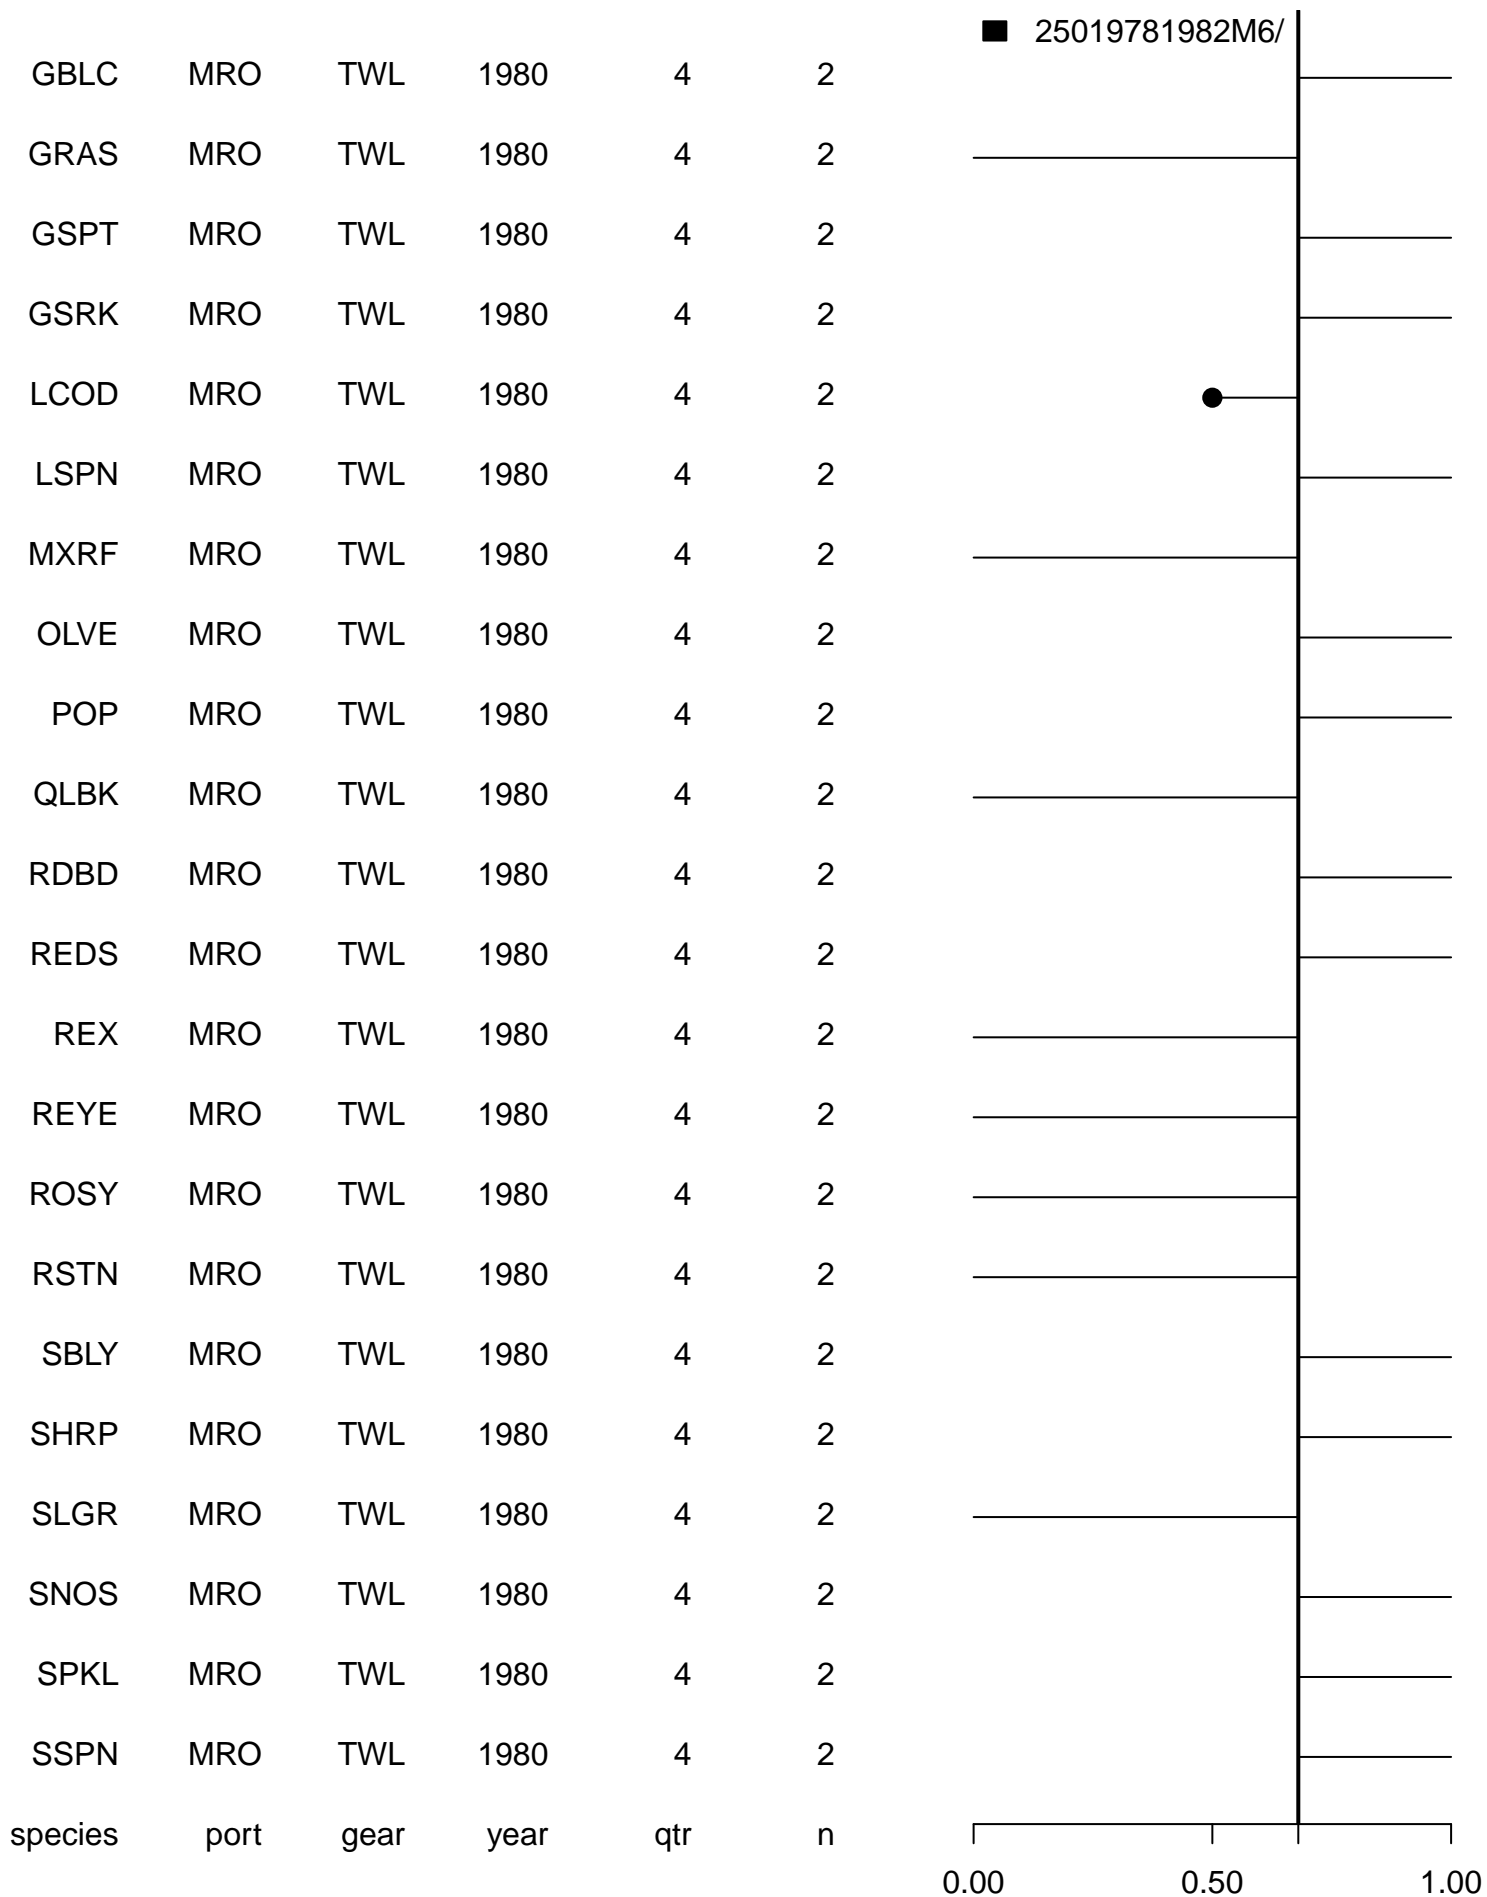 25019781982M6/
GBLC MRO TWL 1980 4 2
GRAS MRO TWL 1980 4 2
GSPT MRO TWL 1980 4 2
GSRK MRO TWL 1980 4 2
LCOD MRO TWL 1980 4 2
LSPN MRO TWL 1980 4 2
MXRF MRO TWL 1980 4 2
OLVE MRO TWL 1980 4 2
POP MRO TWL 1980 4 2
QLBK MRO TWL 1980 4 2
RDBD MRO TWL 1980 4 2
REDS MRO TWL 1980 4 2
REX MRO TWL 1980 4 2
REYE MRO TWL 1980 4 2
ROSY MRO TWL 1980 4 2
RSTN MRO TWL 1980 4 2
SBLY MRO TWL 1980 4 2
SHRP MRO TWL 1980 4 2
SLGR MRO TWL 1980 4 2
SNOS MRO TWL 1980 4 2
SPKL MRO TWL 1980 4 2
SSPN MRO TWL 1980 4 2
species port gear year qtr n
0.00 0.50 1.00